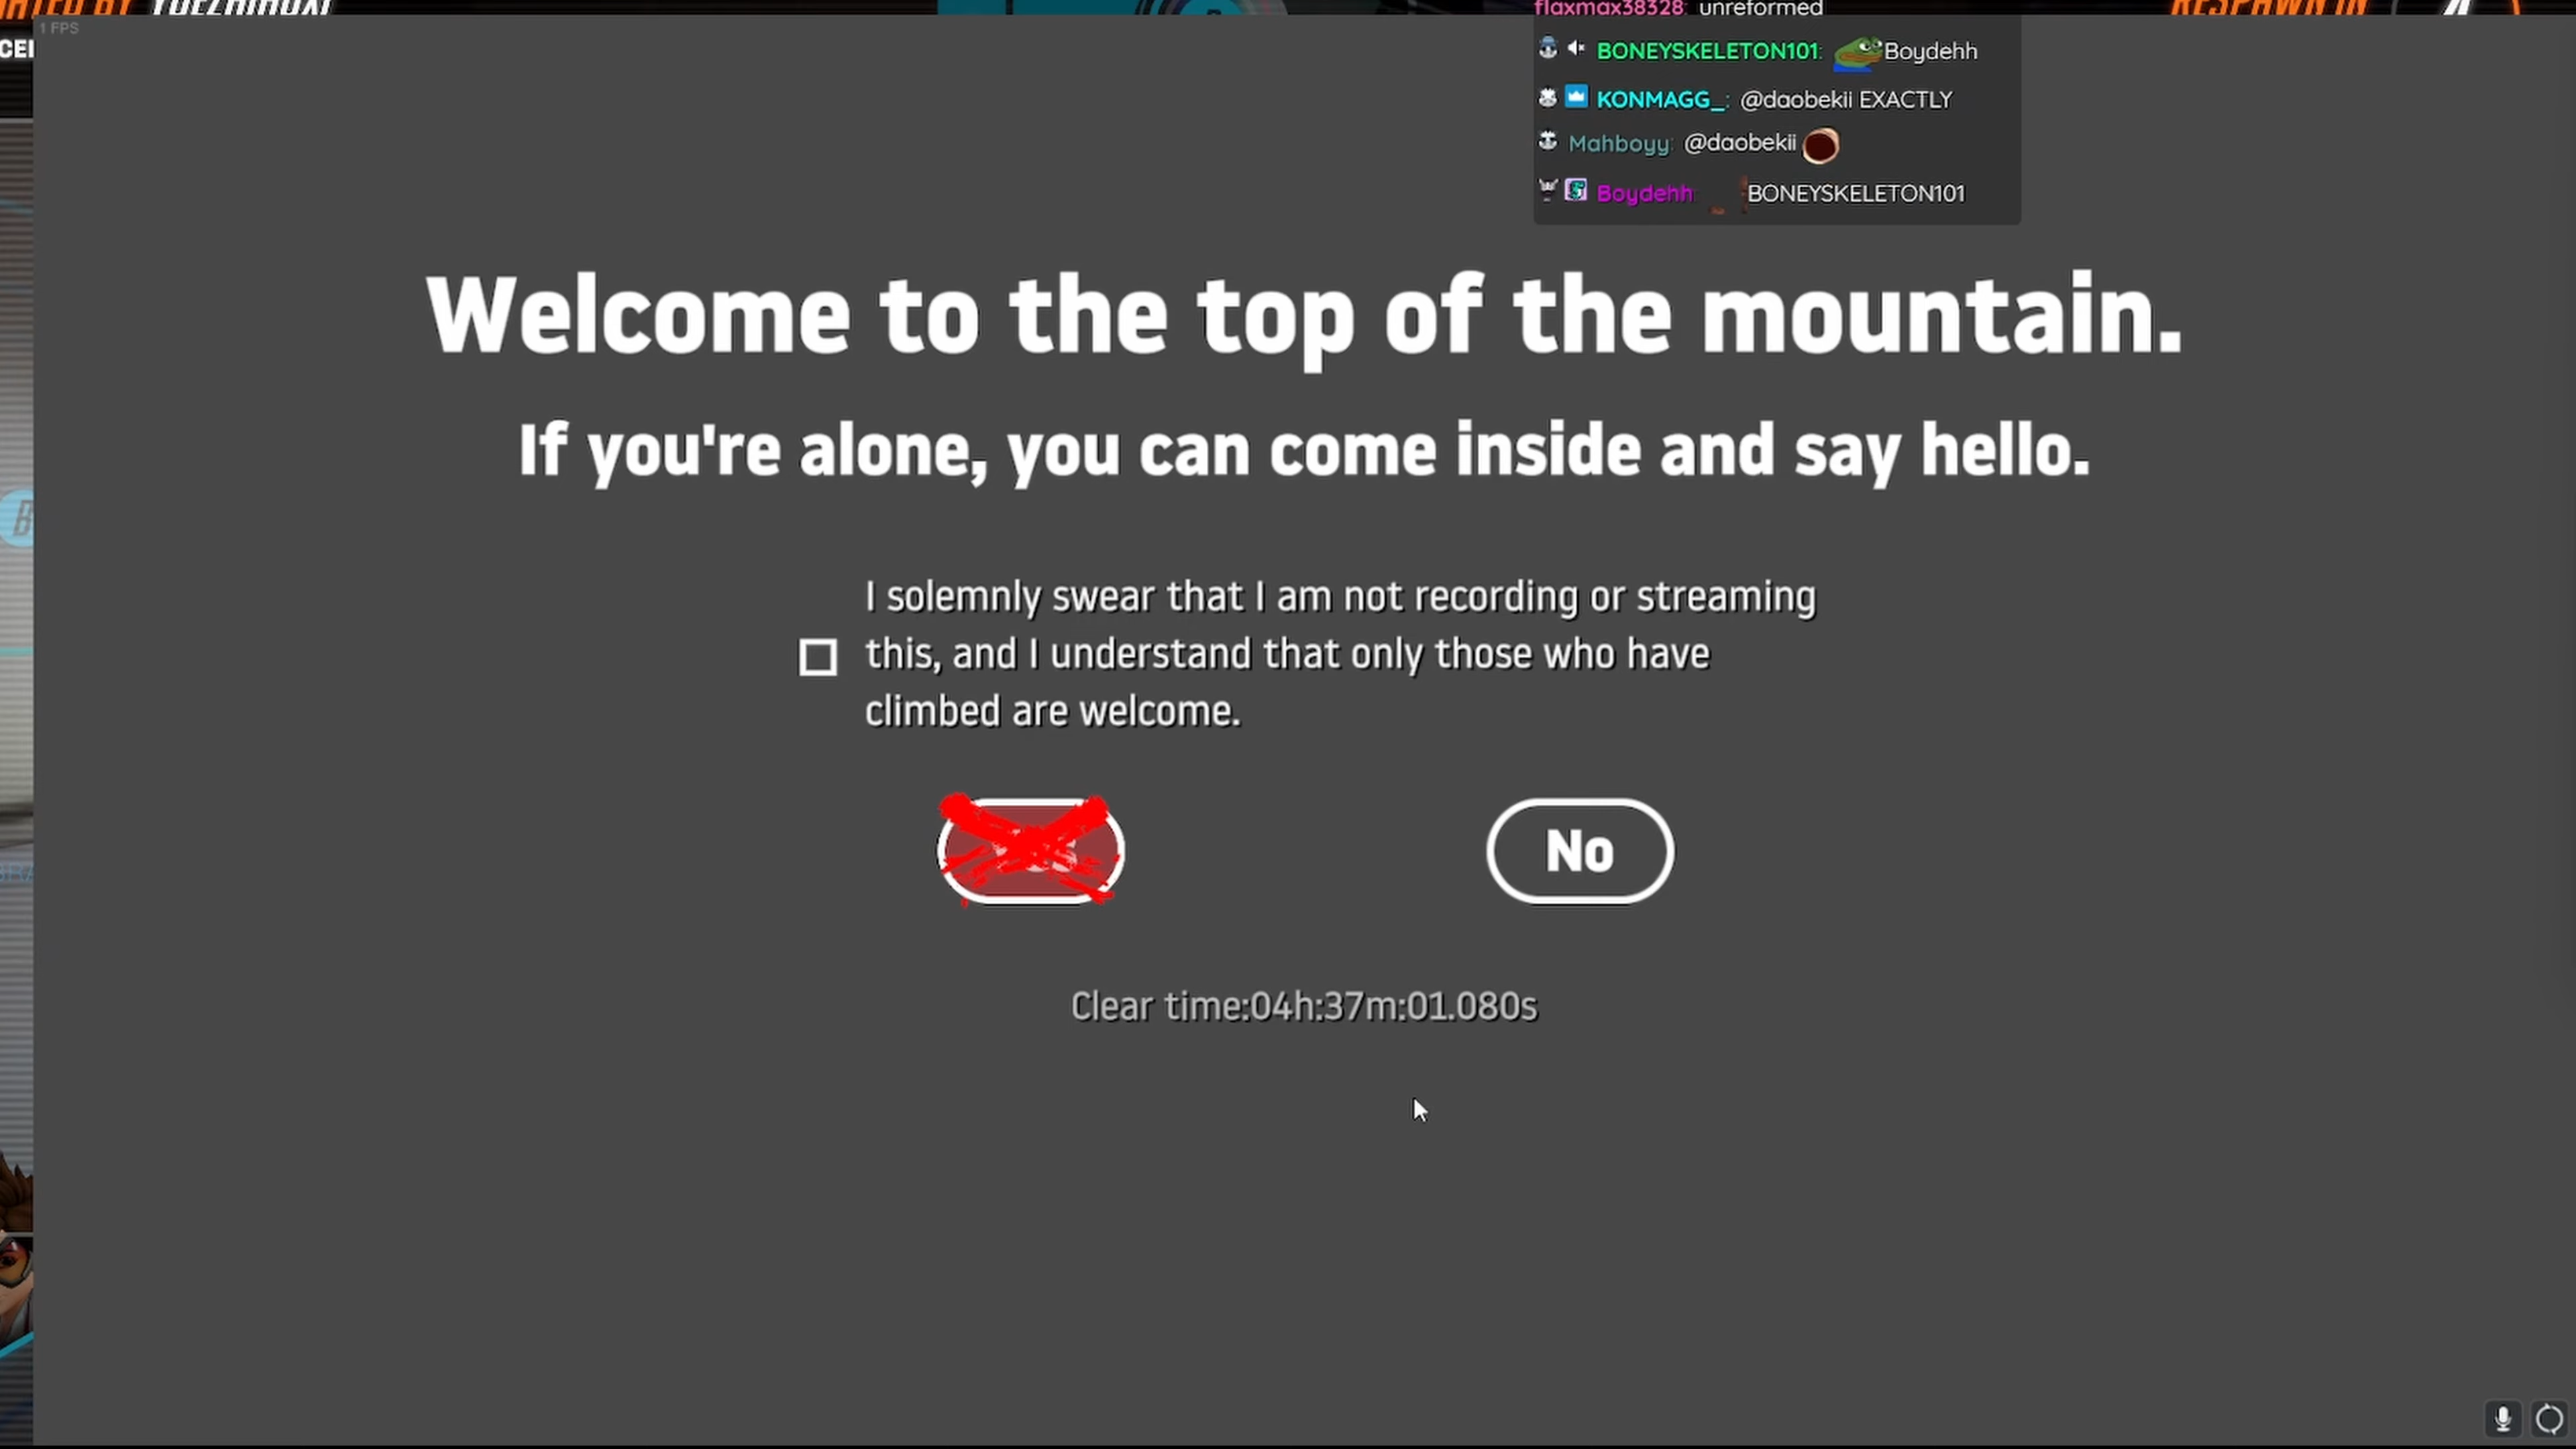 1 FPS
flaxmax38328: unreformed
BONEYSKELETON101: Boydehh
KONMAGG_: @daobekii EXACTLY
Mahboyy: @daobekii
Boydehh: BONEYSKELETON101
Welcome to the top of the mountain.
If you're alone, you can come inside and say hello.
I solemnly swear that I am not recording or streaming
this, and I understand that only those who have
climbed are welcome.
No
Clear time:04h:37m:01.080s